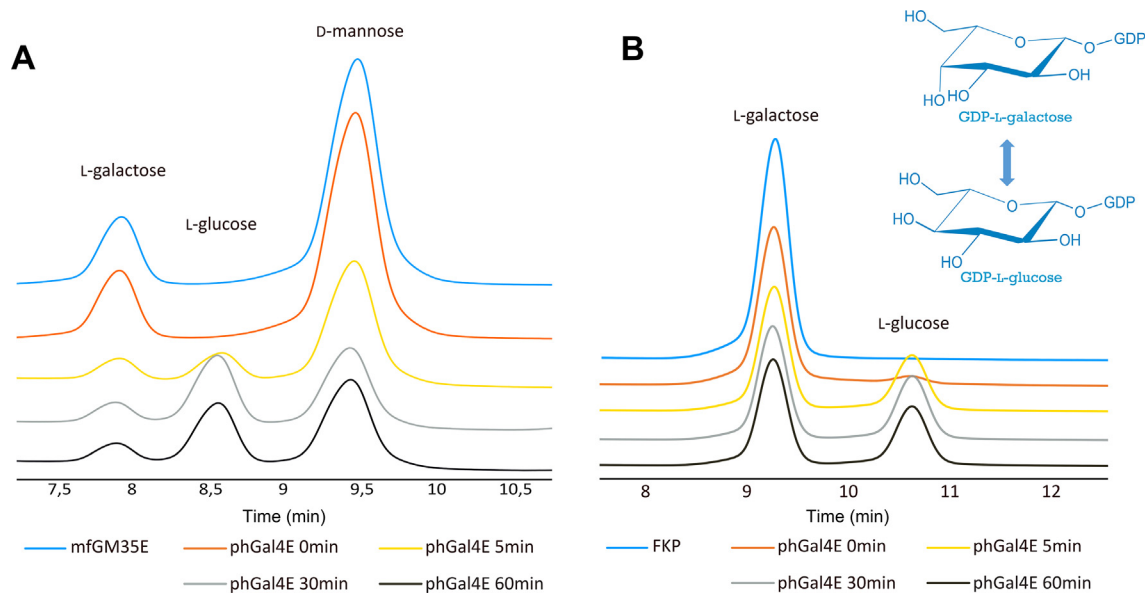 A
D-mannose
L-galactose
L-glucose
7,5 8 8,5 9 9,5 10 10,5
Time (min)
mfGM35E phGal4E 0min phGal4E 5min
phGal4E 30min phGal4E 60min
B
HO
O
O
GDP
OH
HO HO
GDP-L-galactose
HO
O
O
GDP
HO
OH
HO
GDP-L-glucose
L-galactose
L-glucose
8 9 10 11 12
Time (min)
FKP phGal4E 0min phGal4E 5min
phGal4E 30min phGal4E 60min